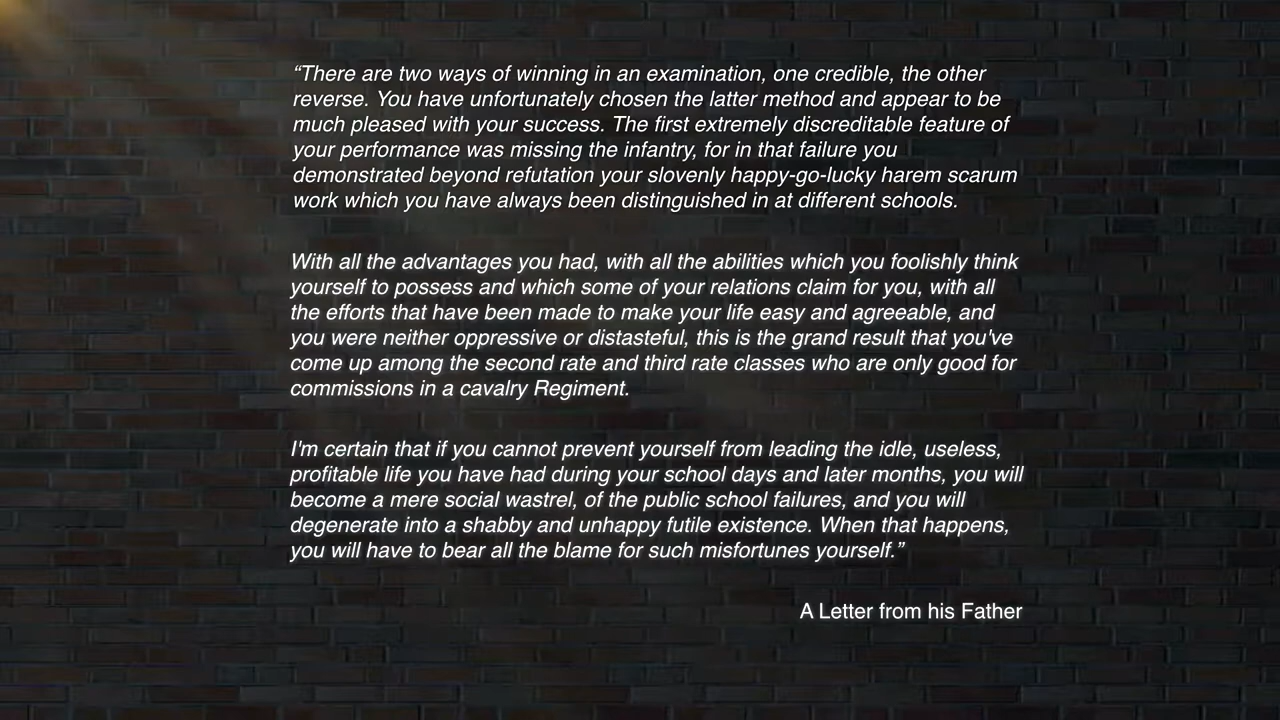 “There are two ways of winning in an examination, one credible, the other
reverse. You have unfortunately chosen the latter method and appear to be
much pleased with your success. The first extremely discreditable feature of
your performance was missing the infantry, for in that failure you
demonstrated beyond refutation your slovenly happy-go-lucky harem scarum
work which you have always been distinguished in at different schools.
With all the advantages you had, with all the abilities which you foolishly think
yourself to possess and which some of your relations claim for you, with all
the efforts that have been made to make your life easy and agreeable, and
you were neither oppressive or distasteful, this is the grand result that you've
come up among the second rate and third rate classes who are only good for
commissions in a cavalry Regiment.
I'm certain that if you cannot prevent yourself from leading the idle, useless,
profitable life you have had during your school days and later months, you will
become a mere social wastrel, of the public school failures, and you will
degenerate into a shabby and unhappy futile existence. When that happens,
you will have to bear all the blame for such misfortunes yourself.”
A Letter from his Father